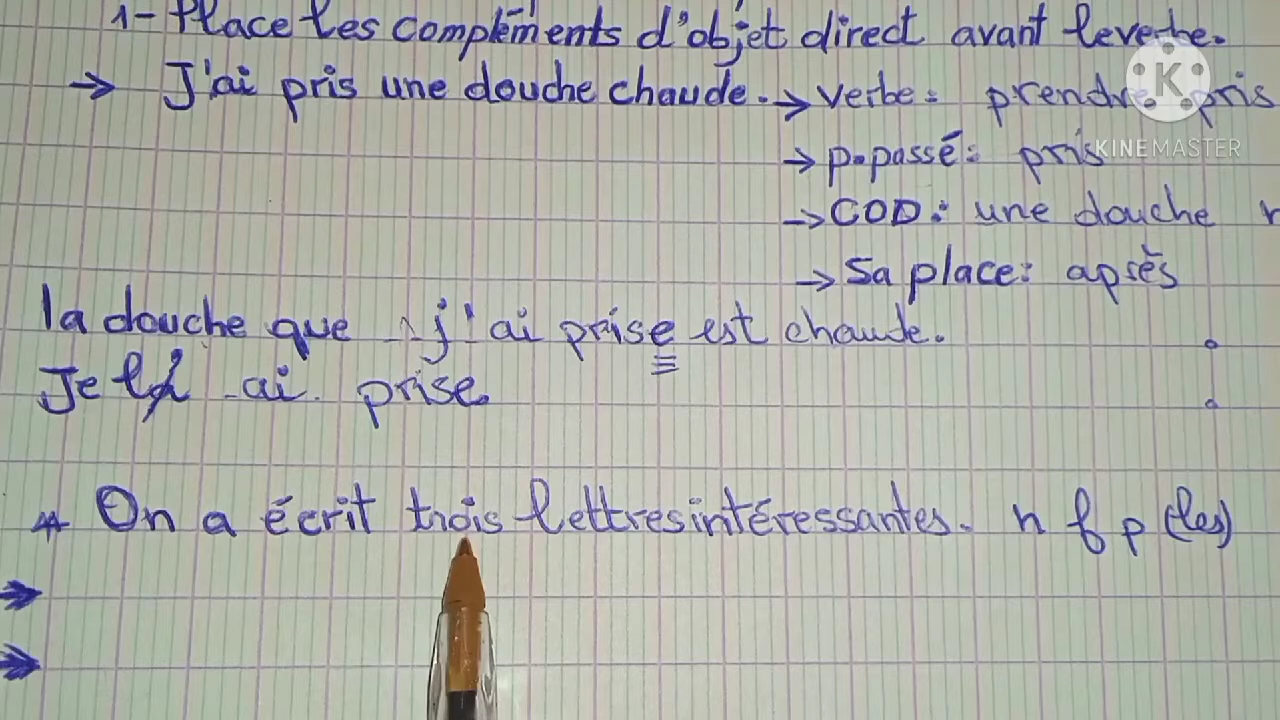 1- Place les compléments d'objet direct avant le verbe.
→ J'ai pris une douche chaude. → verbe: prendre pris
→ p.passé: pris
KINEMASTER
→ COD: une douche
→ Sa place: après
la douche que j'ai prise est chaude.
Je l' ai prise
* On a écrit trois lettres intéressantes. n f p (les)